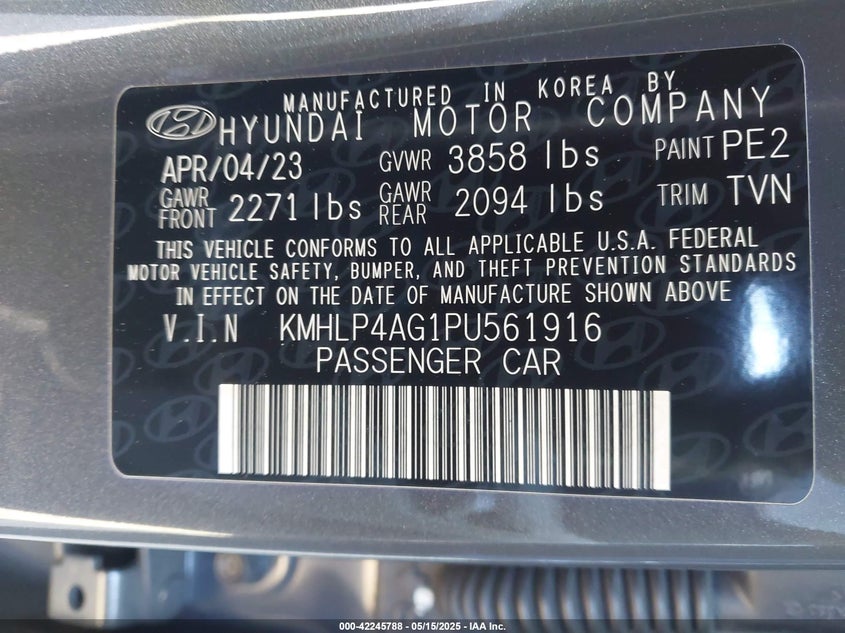 MANUFACTURED IN KOREA BY
HYUNDAI MOTOR COMPANY
APR/04/23 GVWR 3858 lbs PAINT PE2
GAWR FRONT 2271 lbs GAWR REAR 2094 lbs TRIM TVN
THIS VEHICLE CONFORMS TO ALL APPLICABLE U.S.A. FEDERAL
MOTOR VEHICLE SAFETY, BUMPER, AND THEFT PREVENTION STANDARDS
IN EFFECT ON THE DATE OF MANUFACTURE SHOWN ABOVE
V.I.N KMHLP4AG1PU561916
PASSENGER CAR
000-42245788 - 05/15/2025 - IAA Inc.